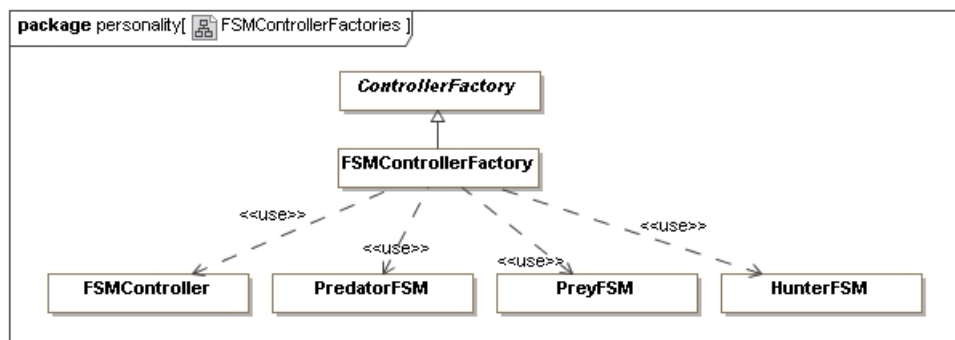 package personality[ FSMControllerFactories ]
ControllerFactory
FSMControllerFactory
<<use>>
<<use>>
<<use>>
<<use>>
FSMController
PredatorFSM
PreyFSM
HunterFSM